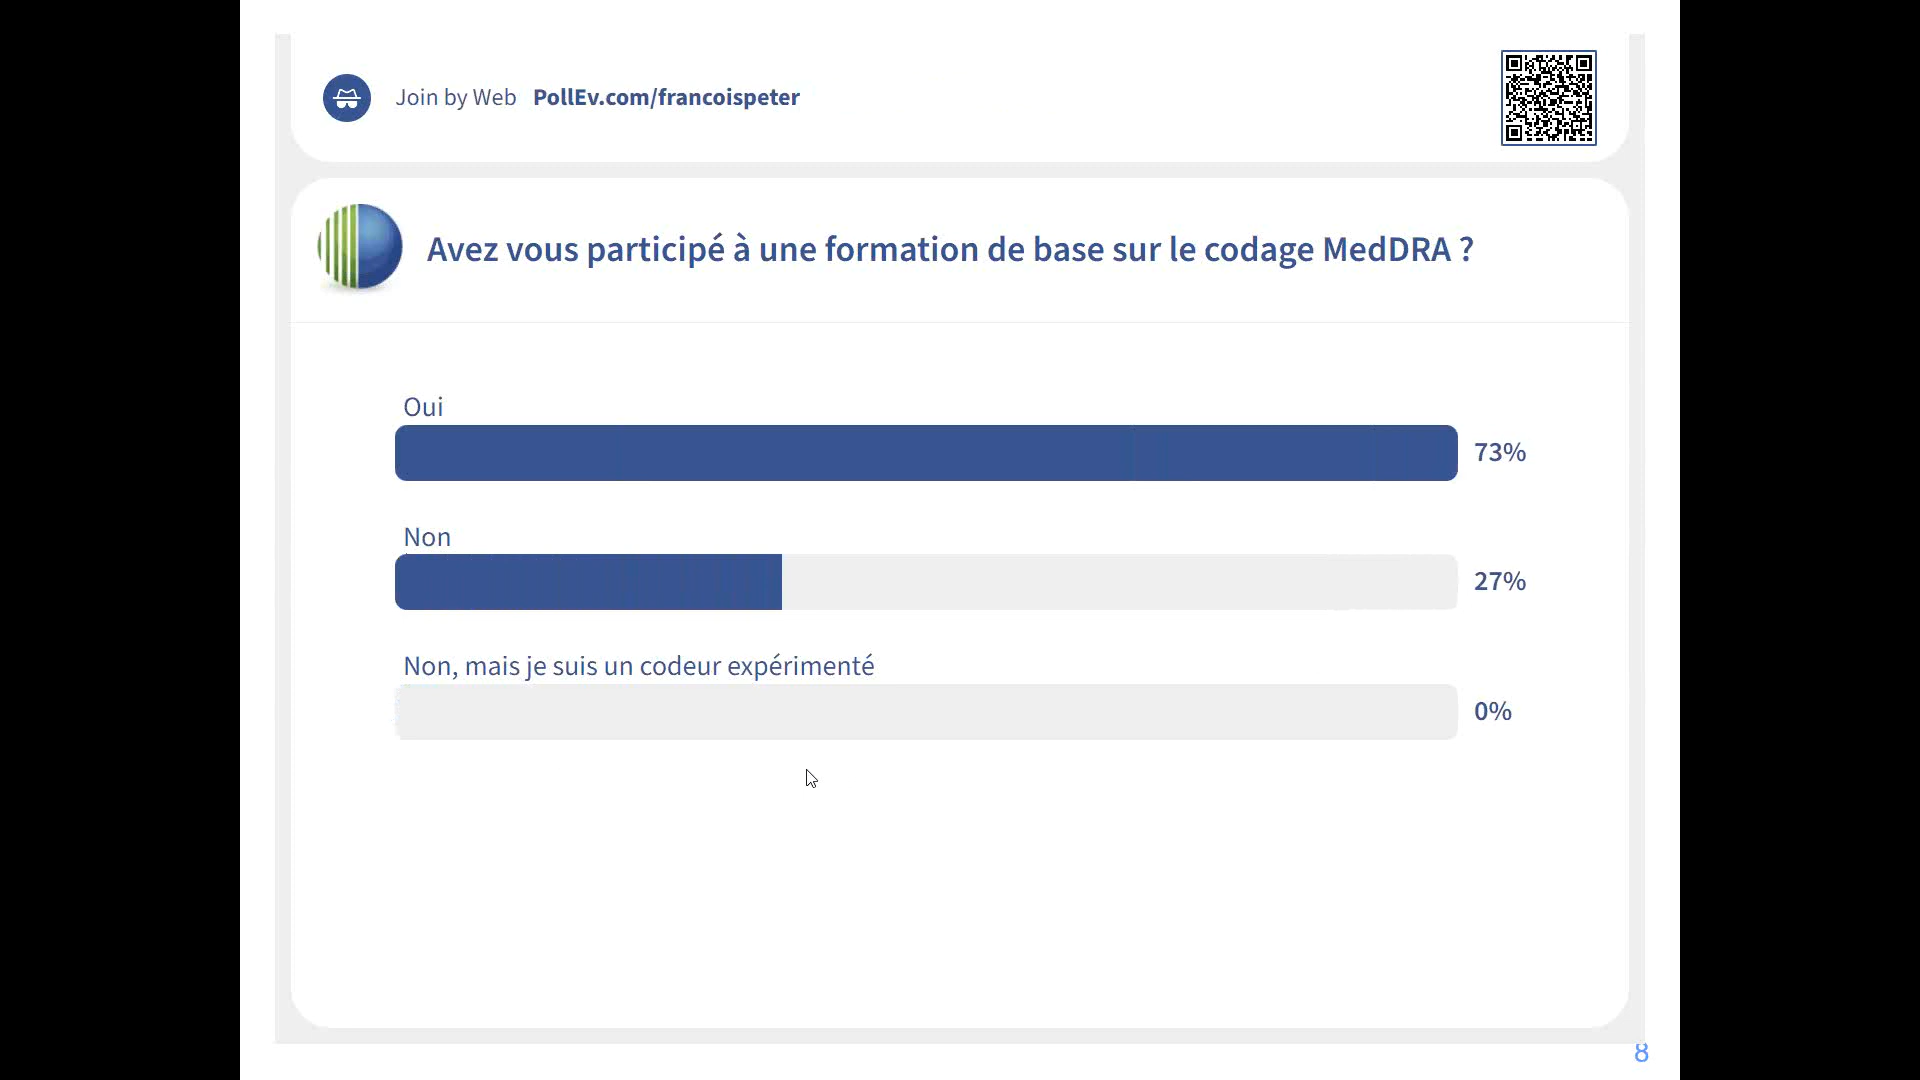 Join by Web PollEv.com/francoispeter
Avez vous participé à une formation de base sur le codage MedDRA ?
Oui
73%
Non
27%
Non, mais je suis un codeur expérimenté
0%
8